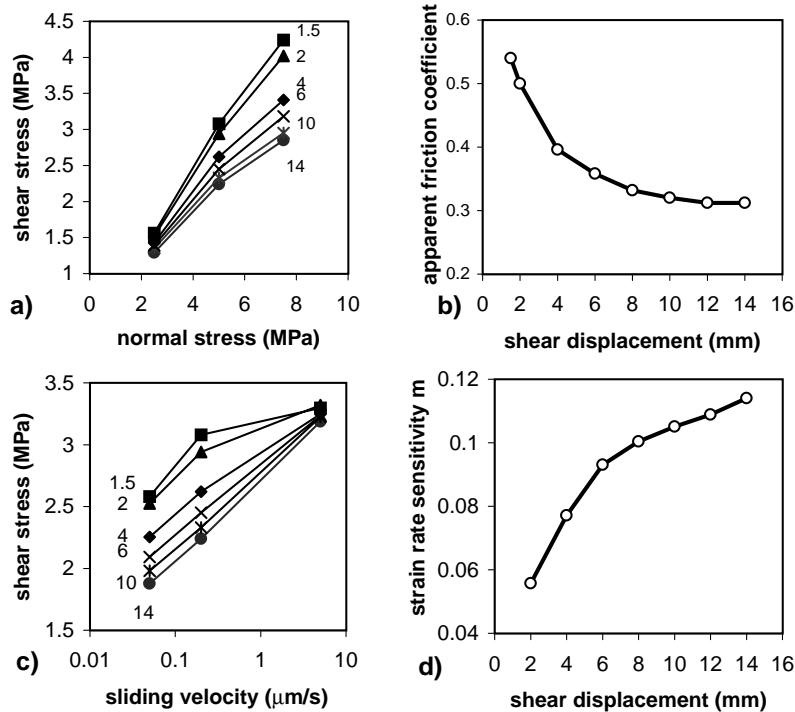 4.5
4
3.5
3
2.5
2
1.5
1
shear stress (MPa)
1.5
2
4
6
10
14
0 2 4 6 8 10
normal stress (MPa)
a)
0.6
0.5
0.4
0.3
0.2
apparent friction coefficient
0 2 4 6 8 10 12 14 16
shear displacement (mm)
b)
3.5
3
2.5
2
1.5
shear stress (MPa)
1.5
2
4
6
10
14
0.01 0.1 1 10
sliding velocity (μm/s)
c)
0.12
0.1
0.08
0.06
0.04
strain rate sensitivity m
0 2 4 6 8 10 12 14 16
shear displacement (mm)
d)